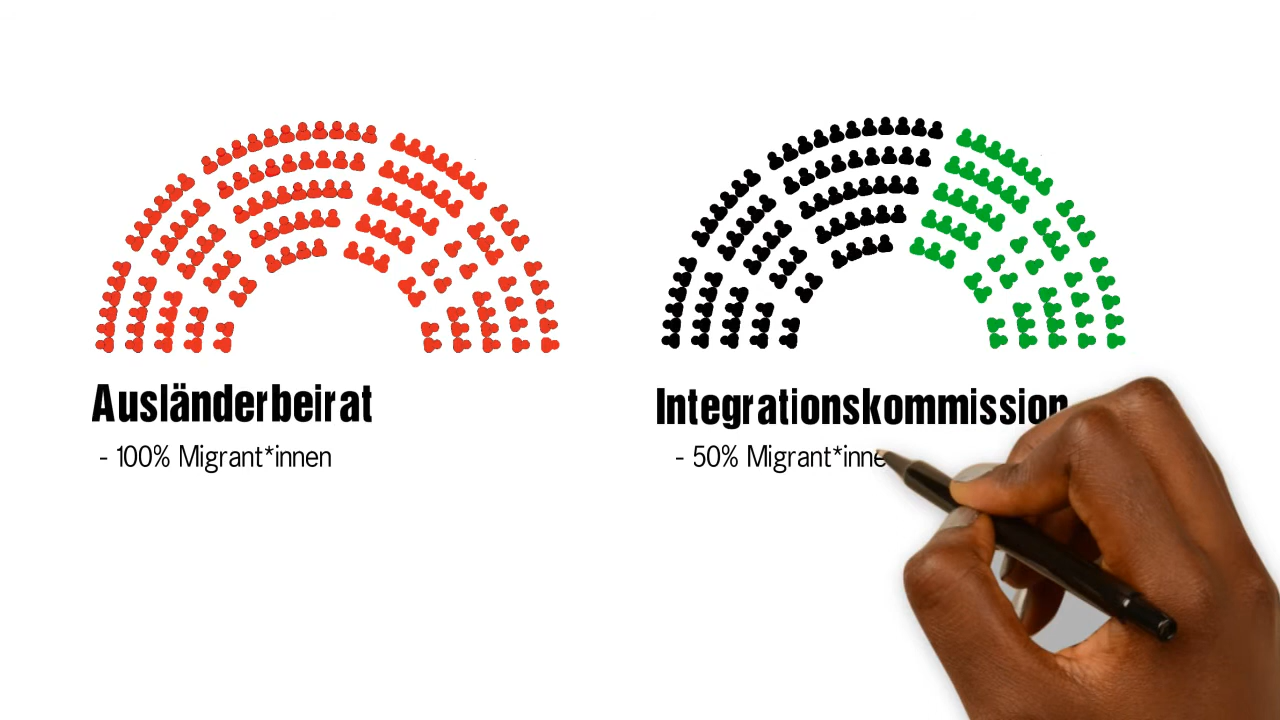 Ausländerbeirat
- 100% Migrant*innen
Integrationskommission
- 50% Migrant*inne